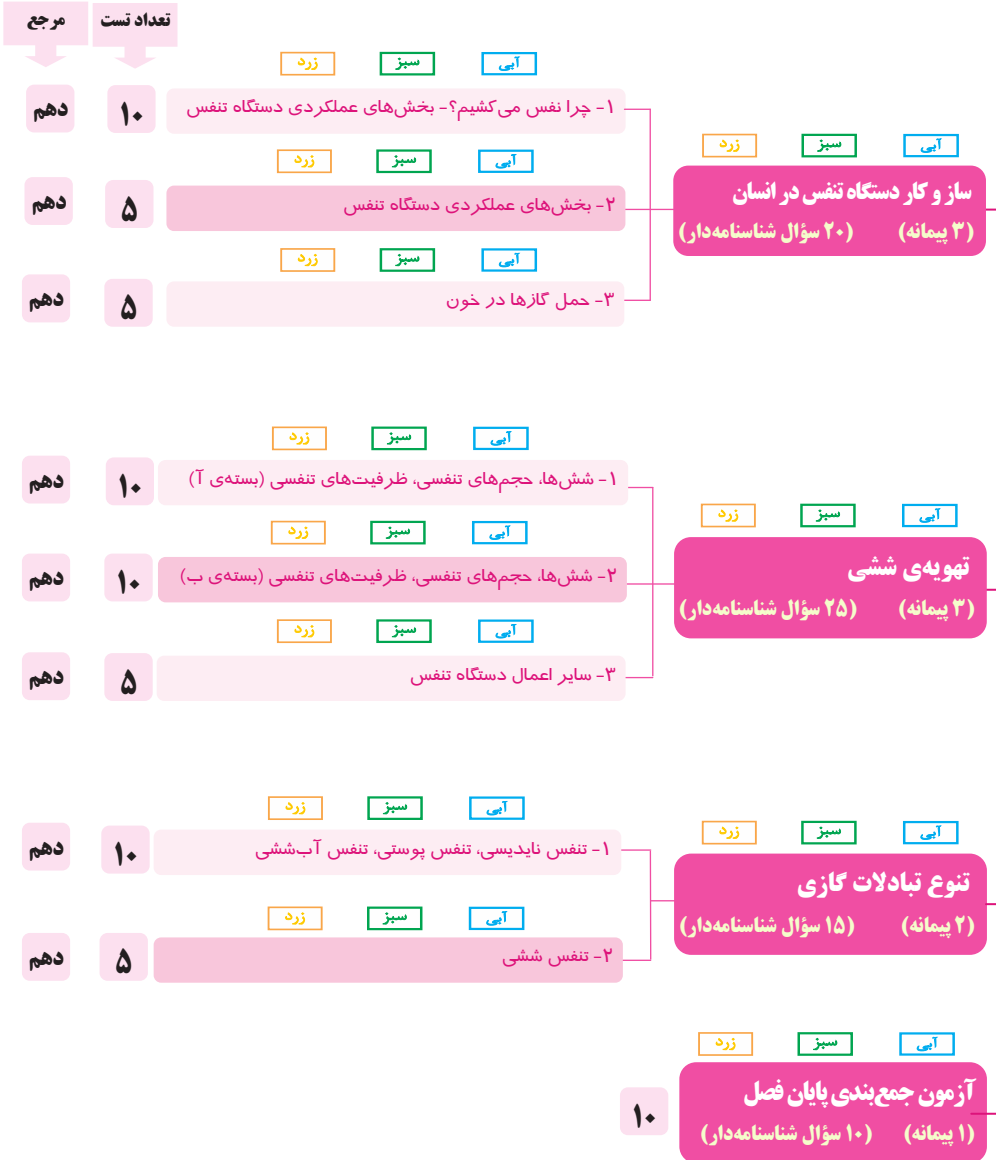 تعداد تست مرجع
آبی سبز زرد
۱- چرا نفس می‌کشیم؟- بخش‌های عملکردی دستگاه تنفس ۱۰ دهم
آبی سبز زرد
ساز و کار دستگاه تنفس در انسان
(۳ پیمانه) (۲۰ سؤال شناسنامه‌دار)
آبی سبز زرد
۲- بخش‌های عملکردی دستگاه تنفس ۵ دهم
آبی سبز زرد
۳- حمل گازها در خون ۵ دهم
آبی سبز زرد
۱- شش‌ها، حجم‌های تنفسی، ظرفیت‌های تنفسی (بسته‌ی آ) ۱۰ دهم
آبی سبز زرد
تهویه‌ی ششی
(۳ پیمانه) (۲۵ سؤال شناسنامه‌دار)
آبی سبز زرد
۲- شش‌ها، حجم‌های تنفسی، ظرفیت‌های تنفسی (بسته‌ی ب) ۱۰ دهم
آبی سبز زرد
۳- سایر اعمال دستگاه تنفس ۵ دهم
آبی سبز زرد
۱- تنفس نایدیسی، تنفس پوستی، تنفس آبششی ۱۰ دهم
آبی سبز زرد
تنوع تبادلات گازی
(۲ پیمانه) (۱۵ سؤال شناسنامه‌دار)
آبی سبز زرد
۲- تنفس ششی ۵ دهم
آبی سبز زرد
آزمون جمع‌بندی پایان فصل
(۱ پیمانه) (۱۰ سؤال شناسنامه‌دار)
۱۰